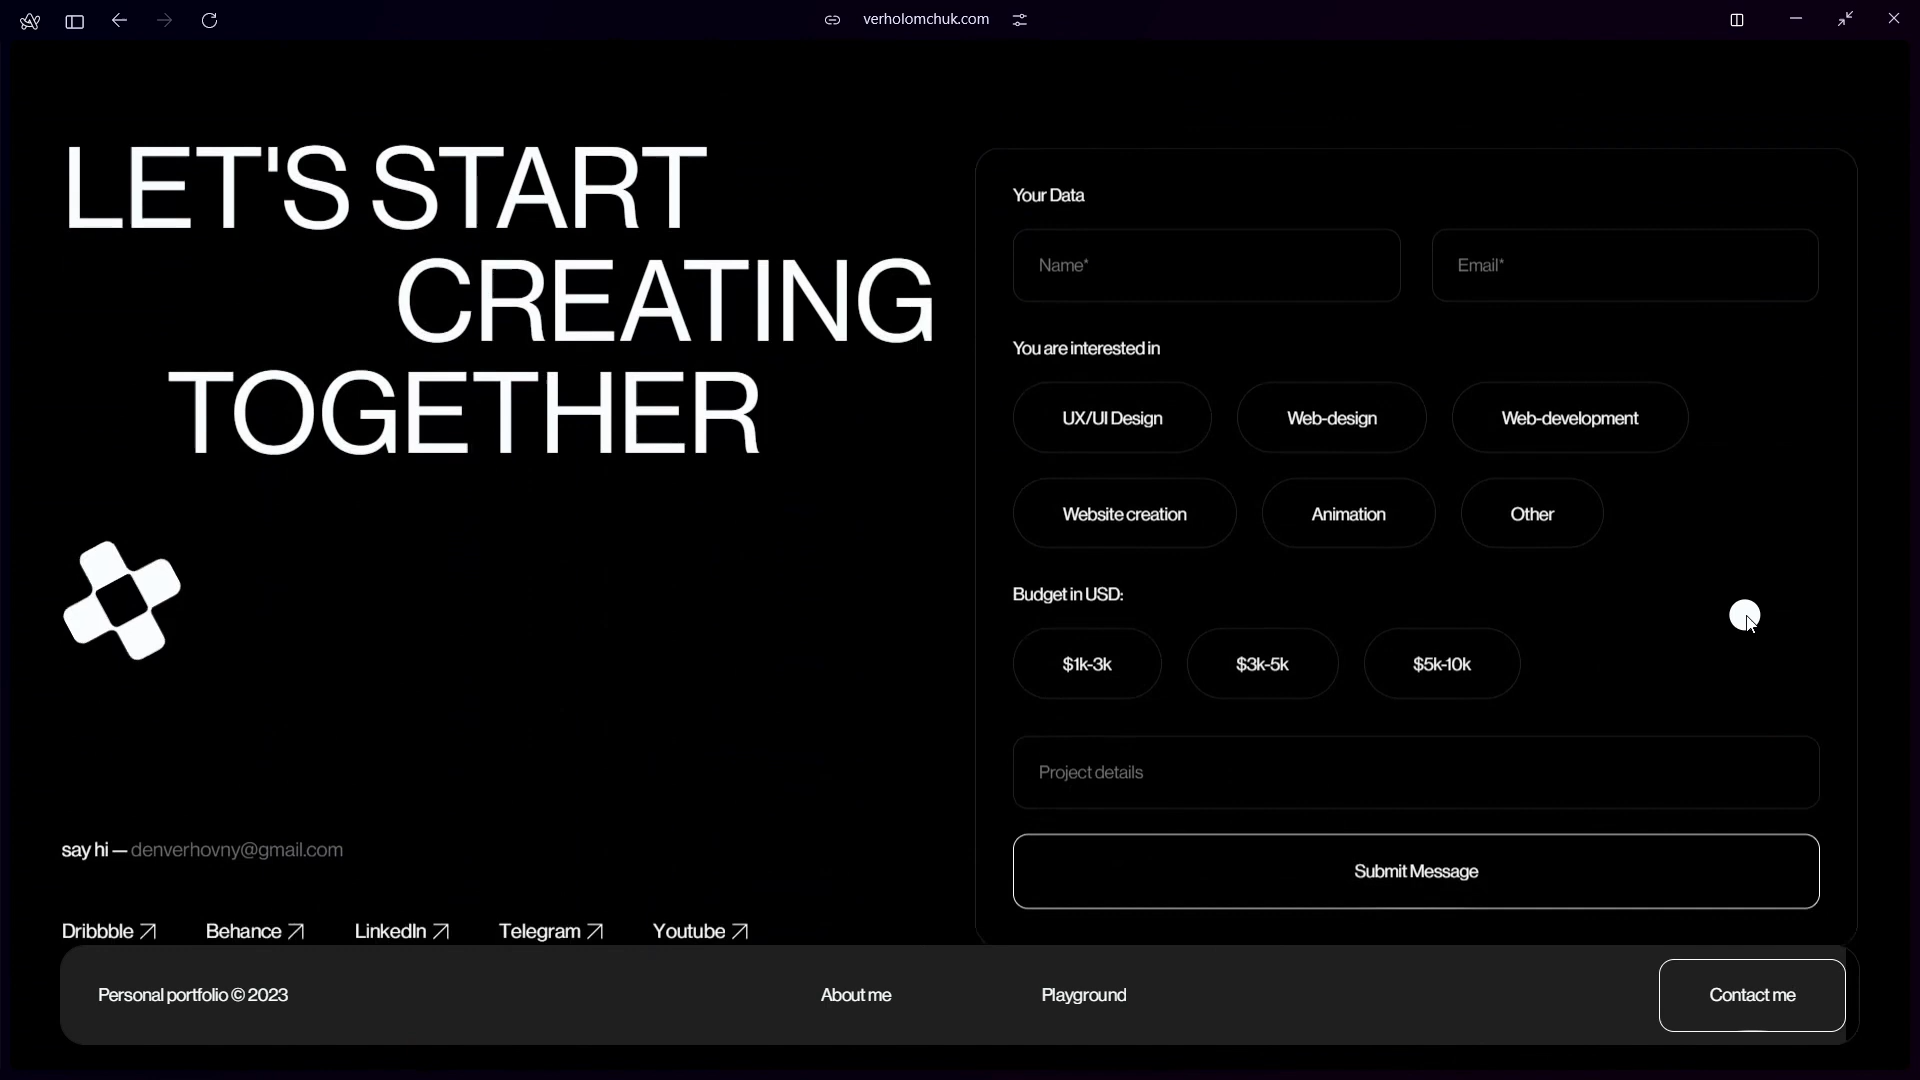 verholomchuk.com
LET'S START
CREATING
TOGETHER
say hi — denverhovny@gmail.com
Dribbble Behance LinkedIn Telegram Youtube
Your Data
Name* Email*
You are interested in
UX/UI Design Web-design Web-development
Website creation Animation Other
Budget in USD:
$1k-3k $3k-5k $5k-10k
Project details
Submit Message
Personal portfolio © 2023 About me Playground Contact me